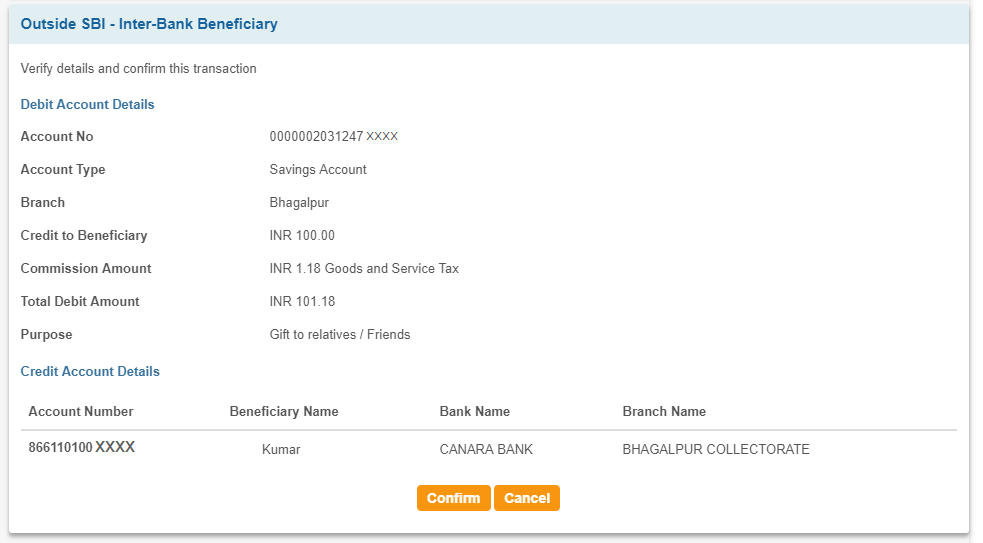 Outside SBI - Inter-Bank Beneficiary
Verify details and confirm this transaction
Debit Account Details
Account No 0000002031247 XXXX
Account Type Savings Account
Branch Bhagalpur
Credit to Beneficiary INR 100.00
Commission Amount INR 1.18 Goods and Service Tax
Total Debit Amount INR 101.18
Purpose Gift to relatives / Friends
Credit Account Details
Account Number Beneficiary Name Bank Name Branch Name
866110100 XXXX Kumar CANARA BANK BHAGALPUR COLLECTORATE
Confirm Cancel